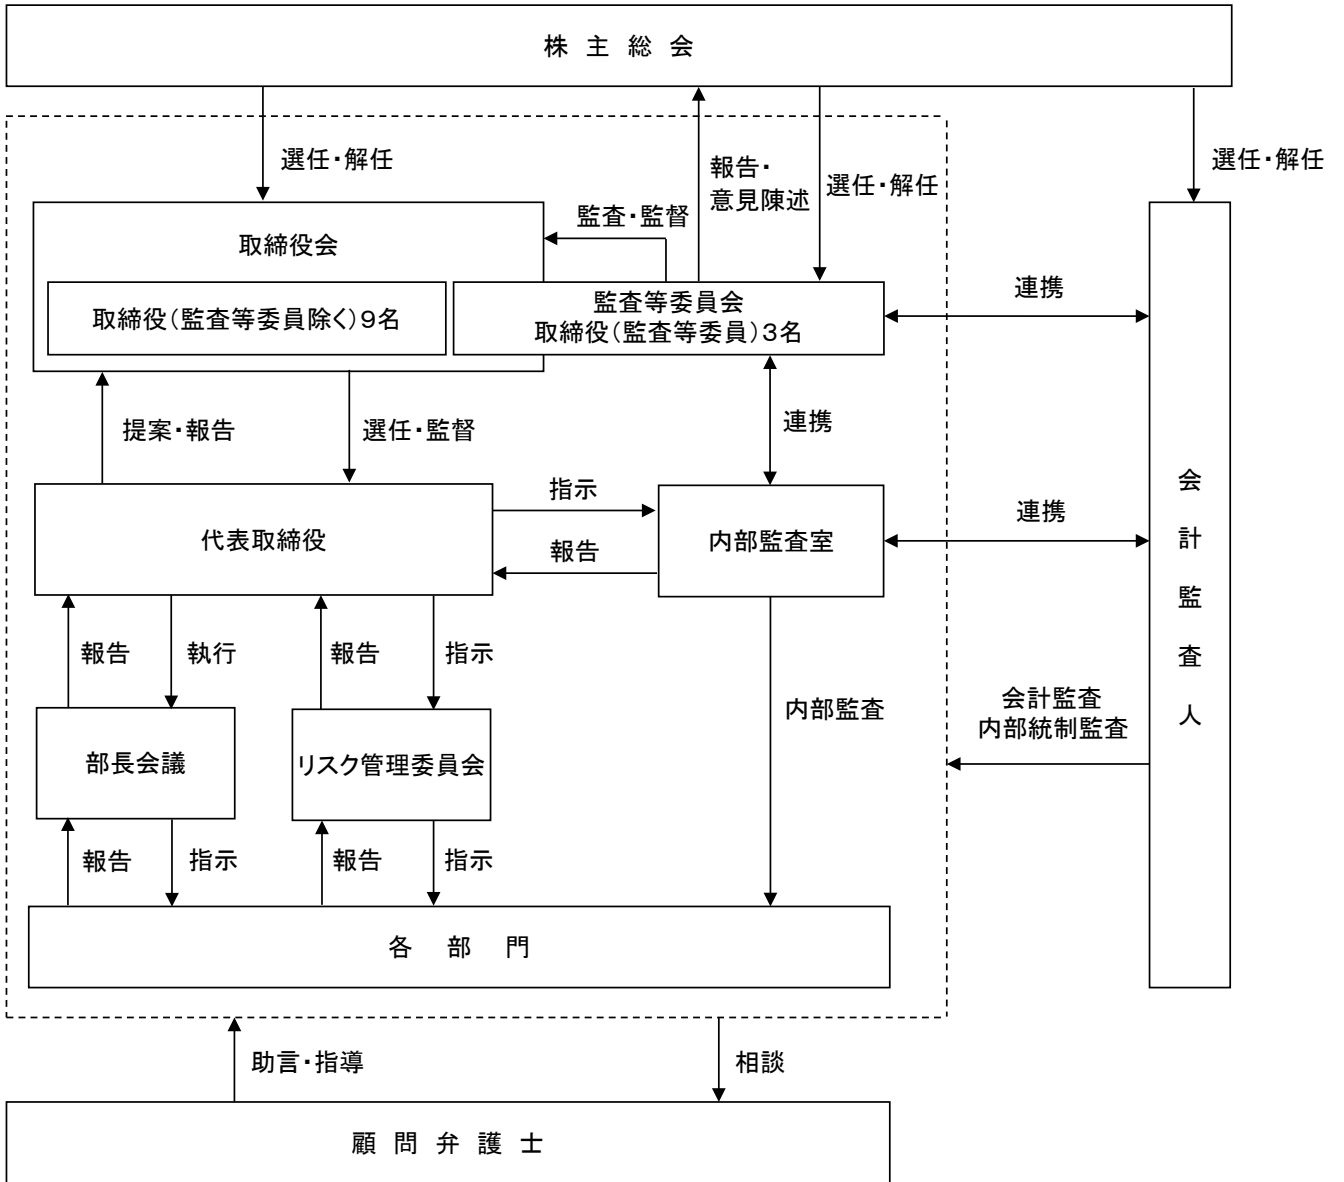 株主総会
選任・解任
報告・
意見陳述
選任・解任
選任・解任
監査・監督
取締役会
取締役（監査等委員除く）９名
監査等委員会
取締役（監査等委員）３名
連携
提案・報告
選任・監督
連携
代表取締役
指示
報告
内部監査室
連携
会計監査人
報告
執行
報告
指示
内部監査
会計監査
内部統制監査
部長会議
リスク管理委員会
報告
指示
報告
指示
各部門
助言・指導
相談
顧問弁護士